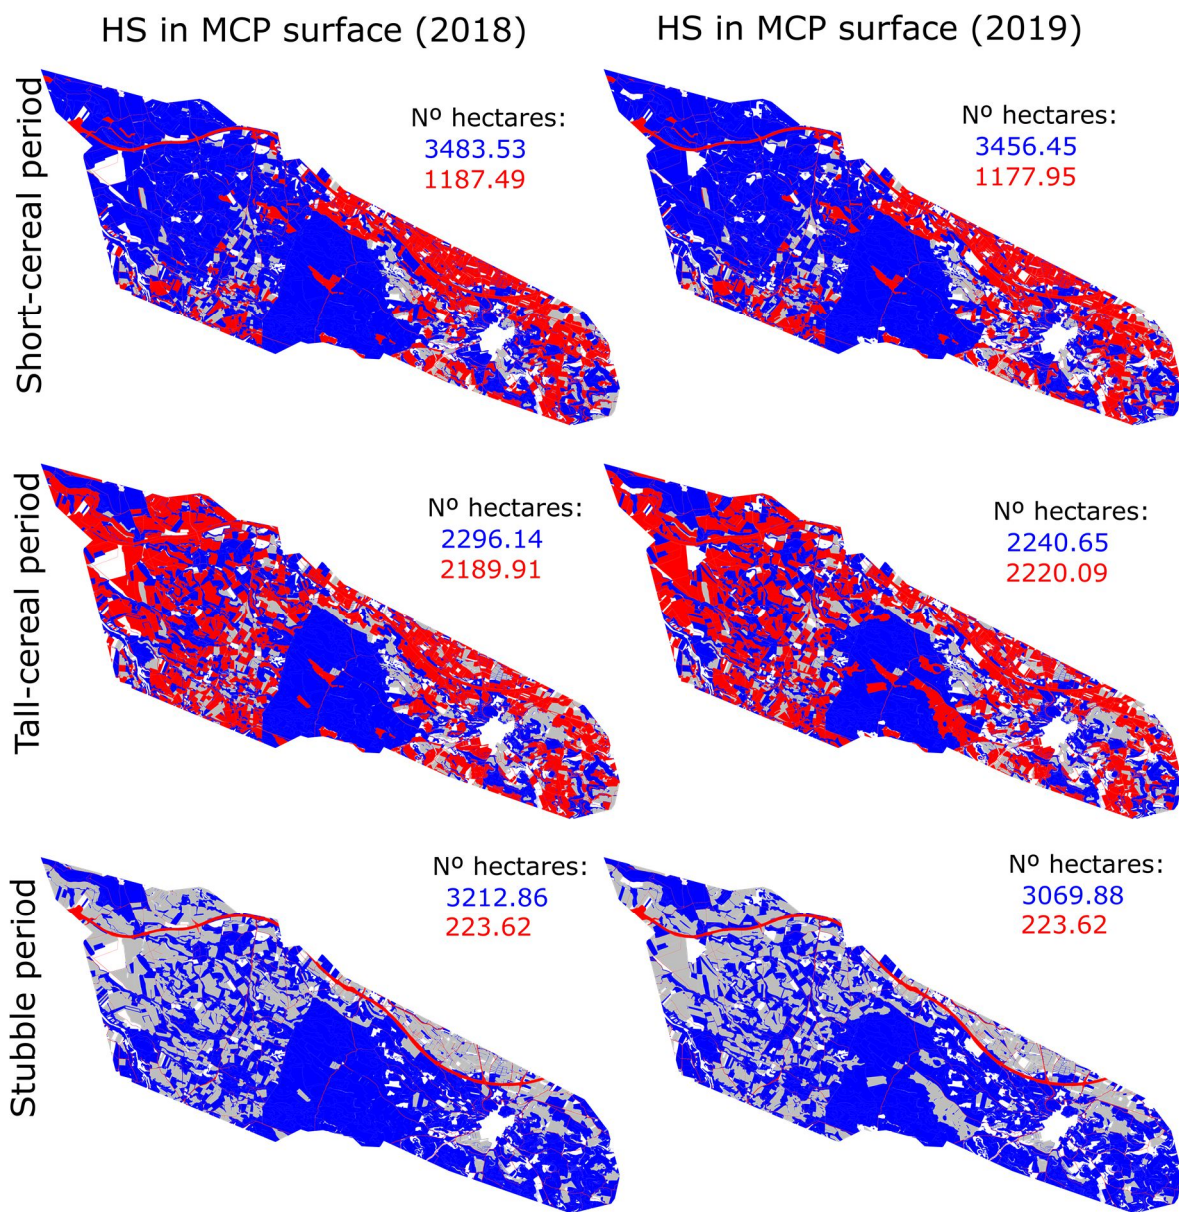 HS in MCP surface (2018)
HS in MCP surface (2019)
Short-cereal period
Nº hectares:
3483.53
1187.49
Nº hectares:
3456.45
1177.95
Tall-cereal period
Nº hectares:
2296.14
2189.91
Nº hectares:
2240.65
2220.09
Stubble period
Nº hectares:
3212.86
223.62
Nº hectares:
3069.88
223.62